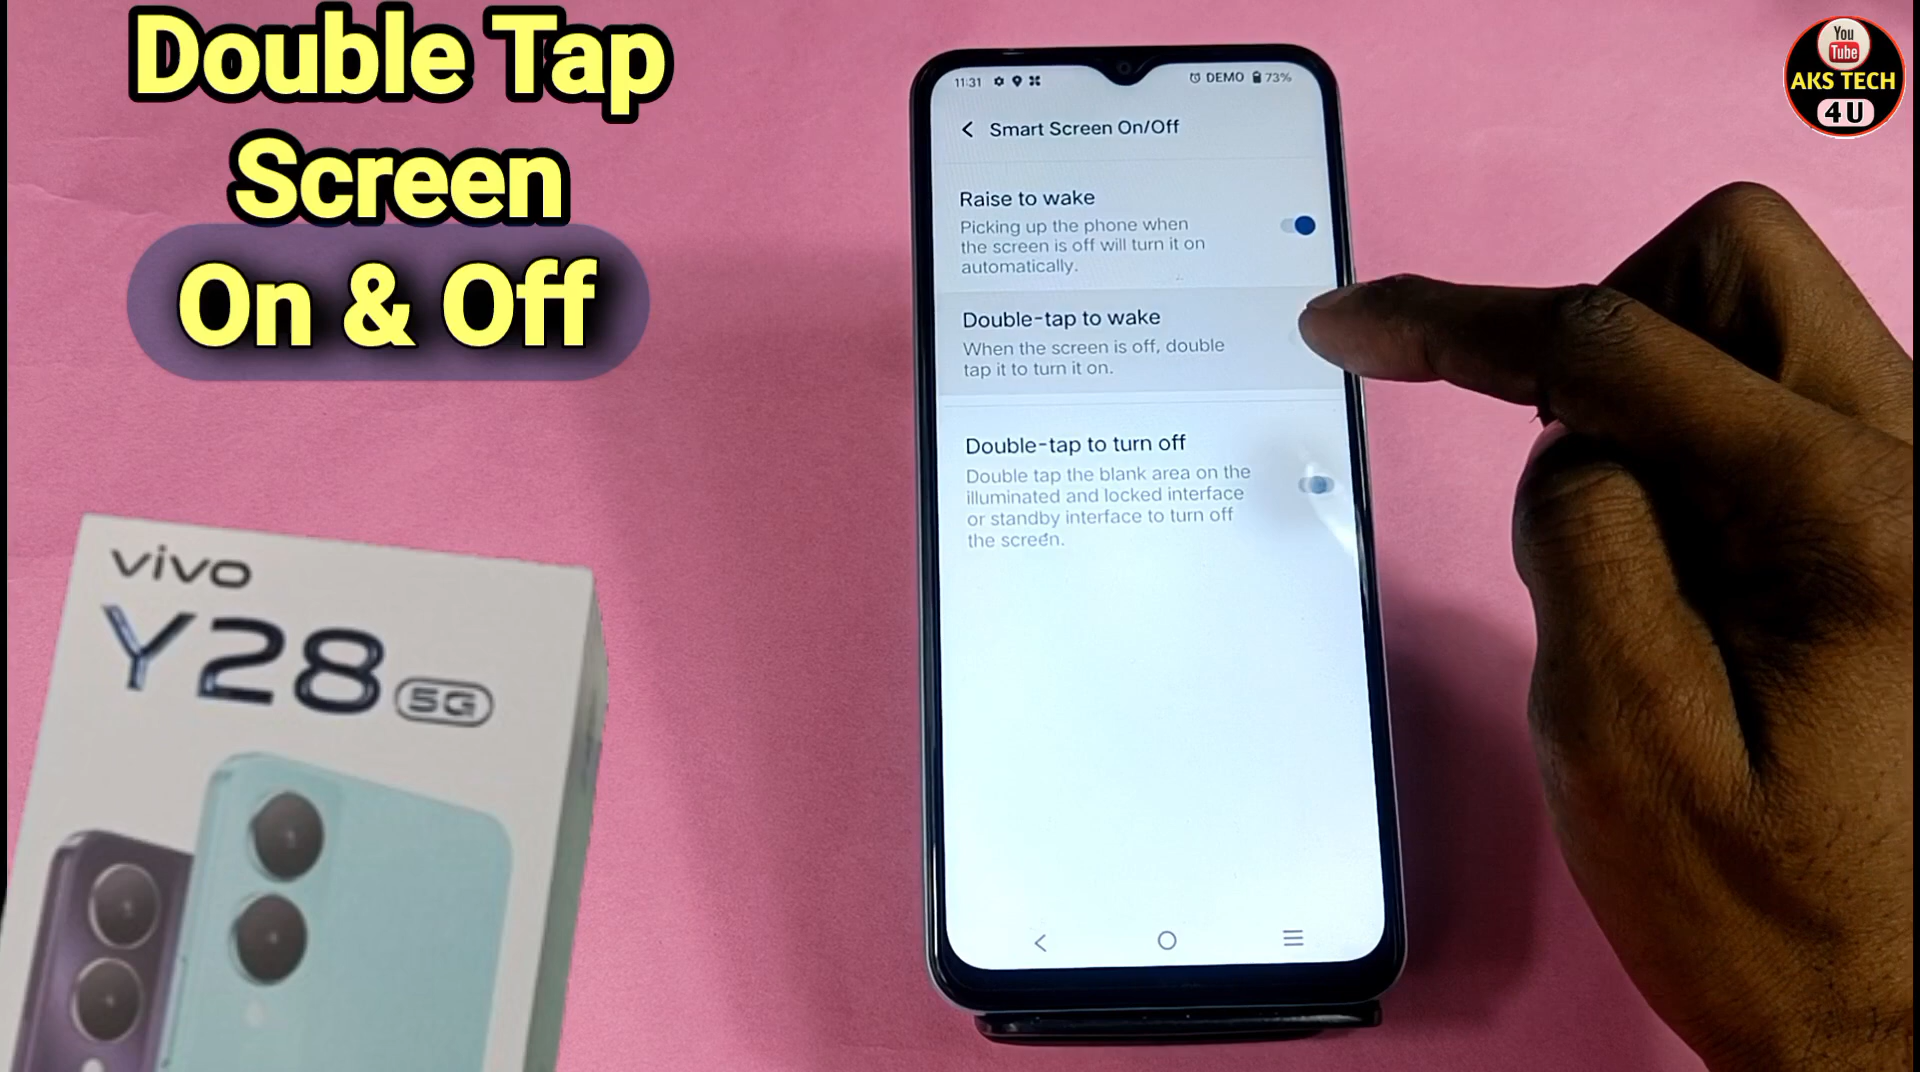 Double Tap
Screen
On & Off
You
Tube
AKS TECH
4U
11:31
DEMO
73%
Smart Screen On/Off
Raise to wake
Picking up the phone when
the screen is off will turn it on
automatically.
Double-tap to wake
When the screen is off, double
tap it to turn it on.
Double-tap to turn off
Double tap the blank area on the
illuminated and locked interface
or standby interface to turn off
the screen.
vivo
Y28 5G